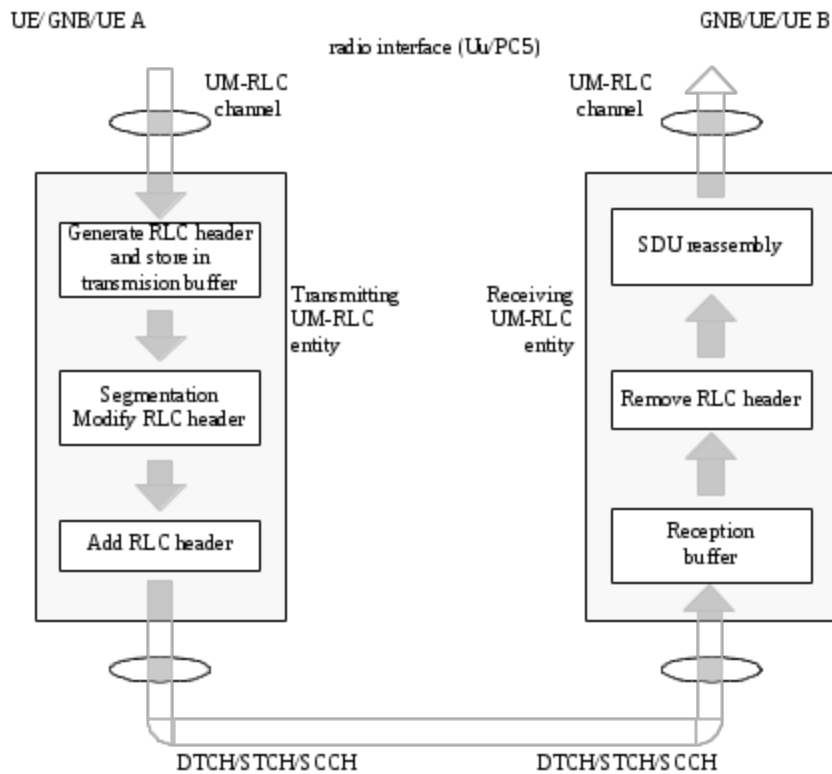 UE/GNB/UE A
GNB/UE/UE B
radio interface (Uu/PC5)
UM-RLC
channel
UM-RLC
channel
Generate RLC header
and store in
transmision buffer
Transmitting
UM-RLC
entity
Segmentation
Modify RLC header
Add RLC header
Receiving
UM-RLC
entity
SDU reassembly
Remove RLC header
Reception
buffer
DTCH/STCH/SCCH
DTCH/STCH/SCCH